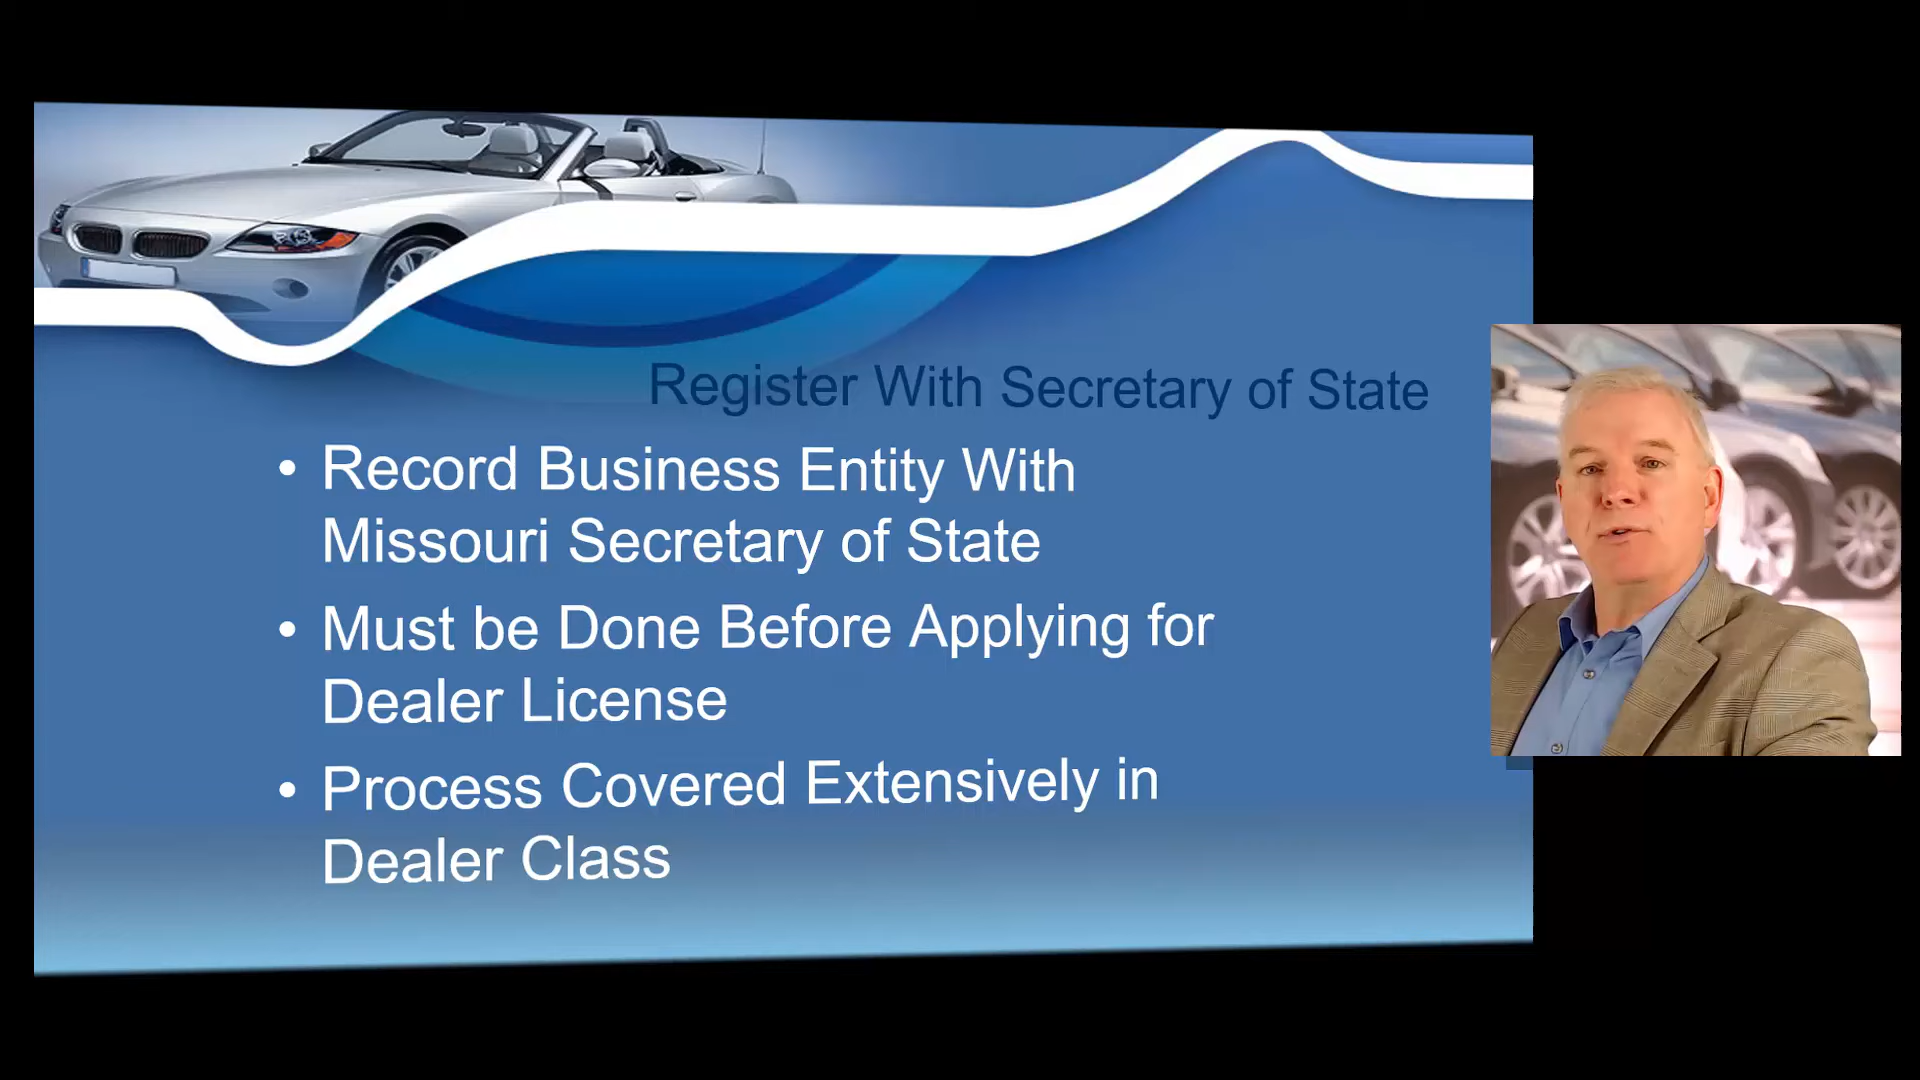 Register With Secretary of State
• Record Business Entity With
Missouri Secretary of State
• Must be Done Before Applying for
Dealer License
• Process Covered Extensively in
Dealer Class